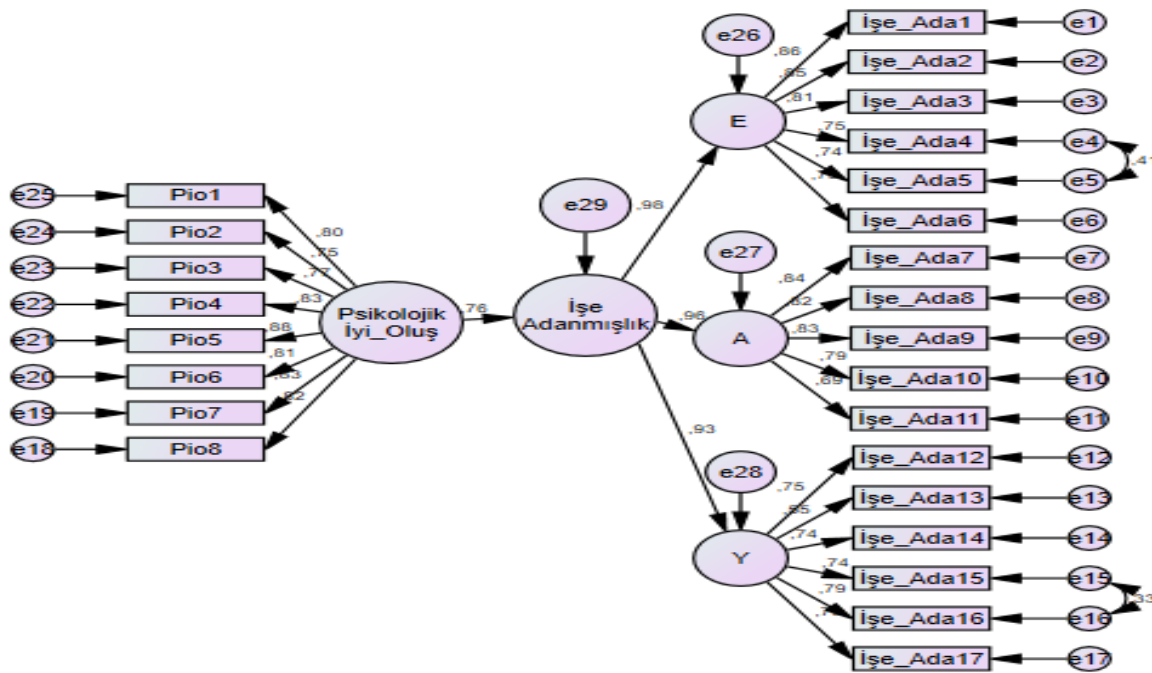 e25
Pio1
e24
Pio2
e23
Pio3
e22
Pio4
e21
Pio5
e20
Pio6
e19
Pio7
e18
Pio8
,80
,75
,77
,83
,88
,81
,83
,82
Psikolojik
İyi_Oluş
,76
e29
İşe
Adanmışlık
,98
,96
,93
e26
E
,86
,85
,81
,75
,74
İşe_Ada1
e1
İşe_Ada2
e2
İşe_Ada3
e3
İşe_Ada4
e4
İşe_Ada5
e5
İşe_Ada6
e6
,41
e27
A
,84
,82
,83
,79
,69
İşe_Ada7
e7
İşe_Ada8
e8
İşe_Ada9
e9
İşe_Ada10
e10
İşe_Ada11
e11
e28
Y
,75
,74
,74
,79
İşe_Ada12
e12
İşe_Ada13
e13
İşe_Ada14
e14
İşe_Ada15
e15
İşe_Ada16
e16
İşe_Ada17
e17
,33